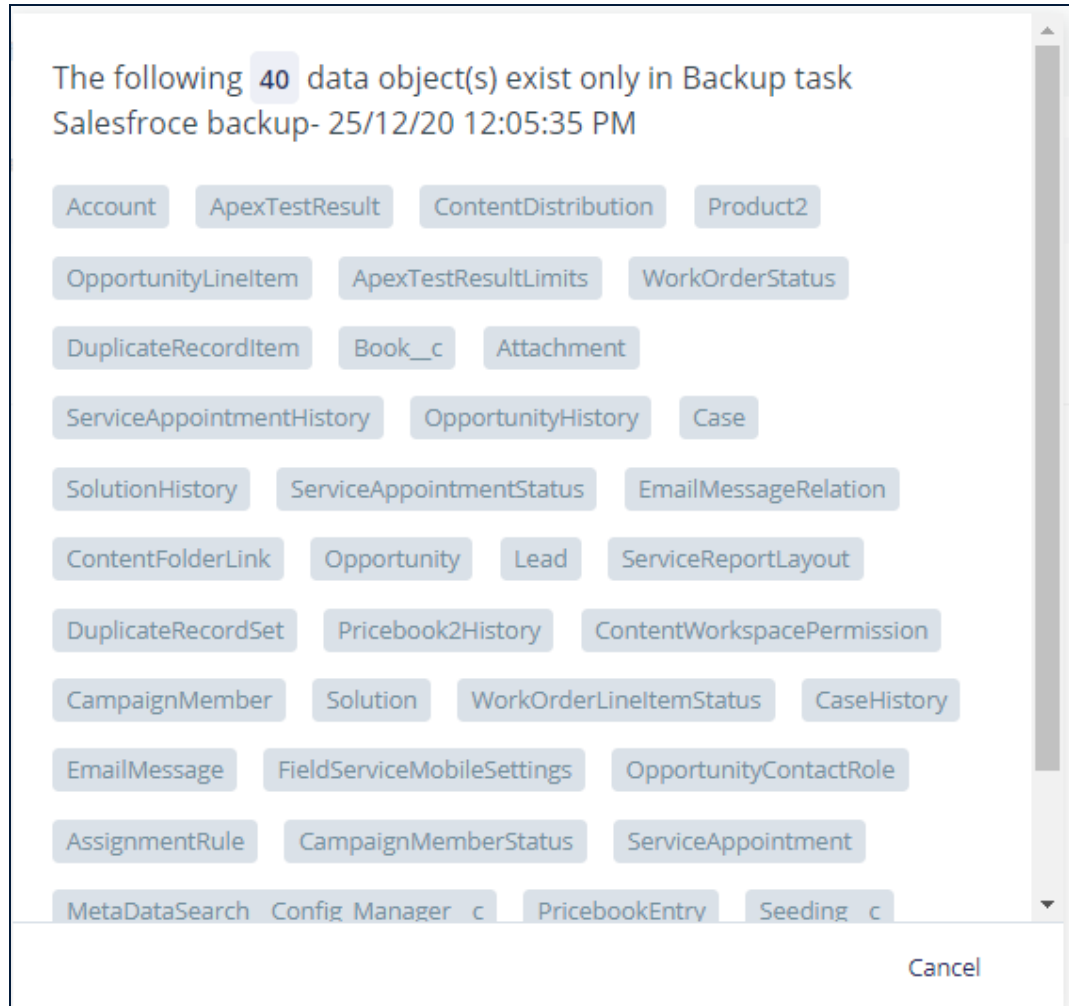 The following 40 data object(s) exist only in Backup task
Salesfroce backup- 25/12/20 12:05:35 PM
Account ApexTestResult ContentDistribution Product2
OpportunityLineItem ApexTestResultLimits WorkOrderStatus
DuplicateRecordItem Book__c Attachment
ServiceAppointmentHistory OpportunityHistory Case
SolutionHistory ServiceAppointmentStatus EmailMessageRelation
ContentFolderLink Opportunity Lead ServiceReportLayout
DuplicateRecordSet Pricebook2History ContentWorkspacePermission
CampaignMember Solution WorkOrderLineItemStatus CaseHistory
EmailMessage FieldServiceMobileSettings OpportunityContactRole
AssignmentRule CampaignMemberStatus ServiceAppointment
MetaDataSearch__Config_Manager__c PricebookEntry Seeding__c
Cancel